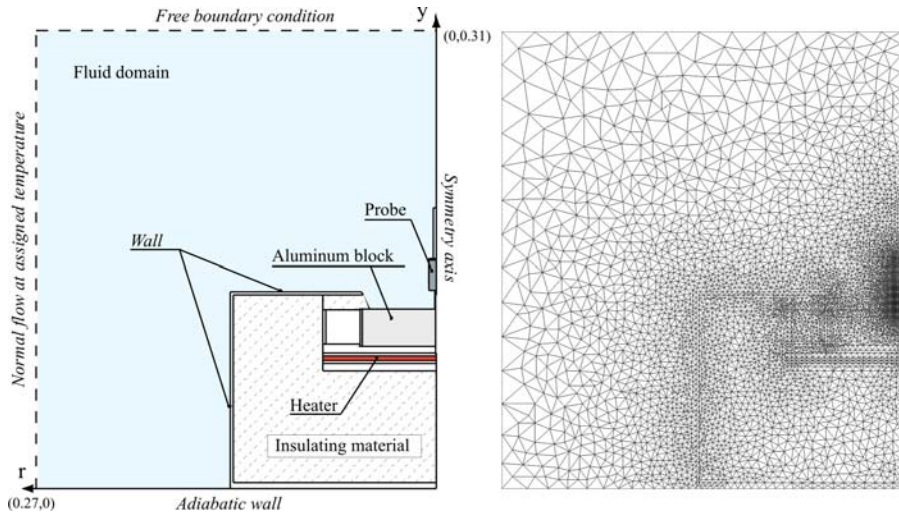 Free boundary condition
y
(0,0.31)
Fluid domain
Normal flow at assigned temperature
Symmetry axis
Probe
Wall
Aluminum block
Heater
Insulating material
r
(0.27,0)
Adiabatic wall